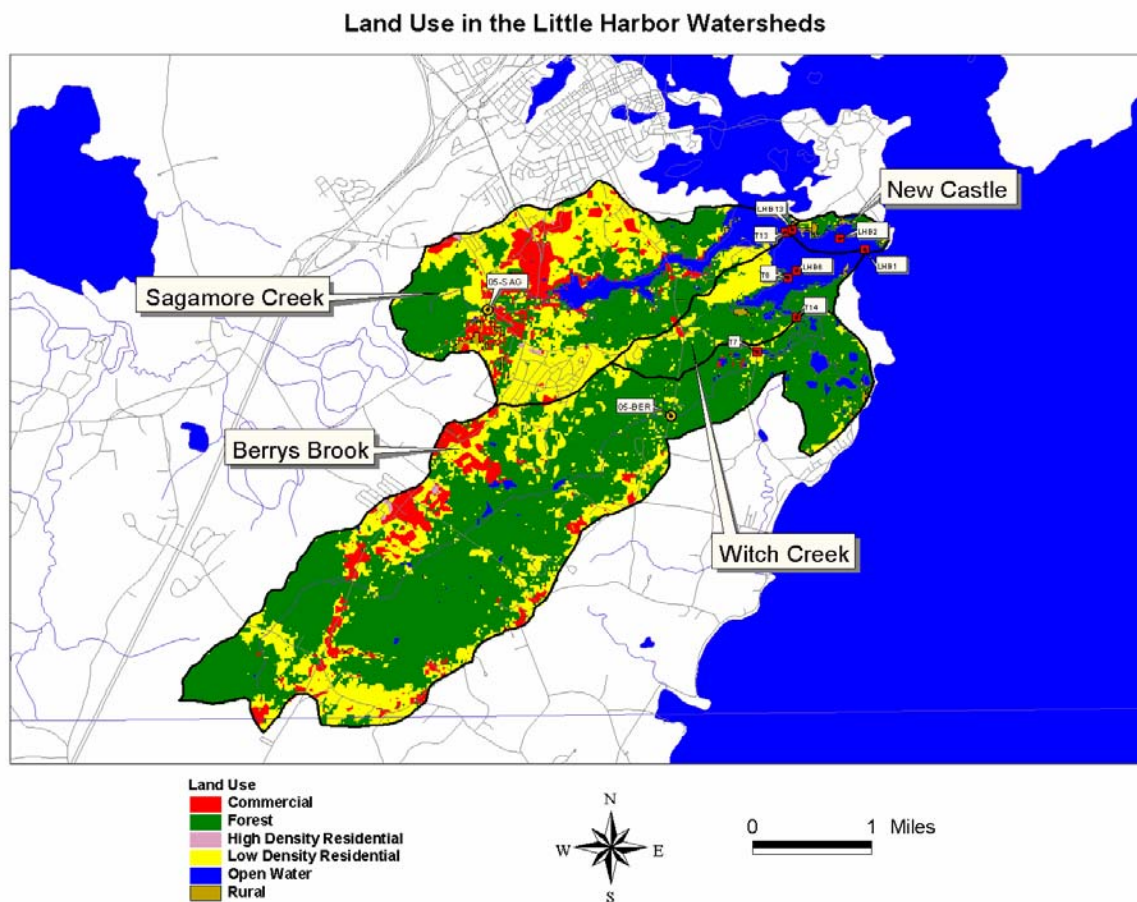 Land Use in the Little Harbor Watersheds
New Castle
LHB13
T13
LHB2
LHB1
LHB6
T8
Sagamore Creek
05-SAG
T14
T7
05-BER
Berrys Brook
Witch Creek
Land Use
Commercial
Forest
High Density Residential
Low Density Residential
Open Water
Rural
N
W E
S
0 1 Miles